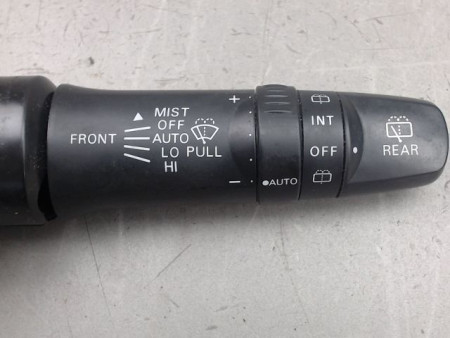 MIST
OFF
FRONT AUTO
LO PULL
HI
+
-
AUTO
INT
OFF
REAR